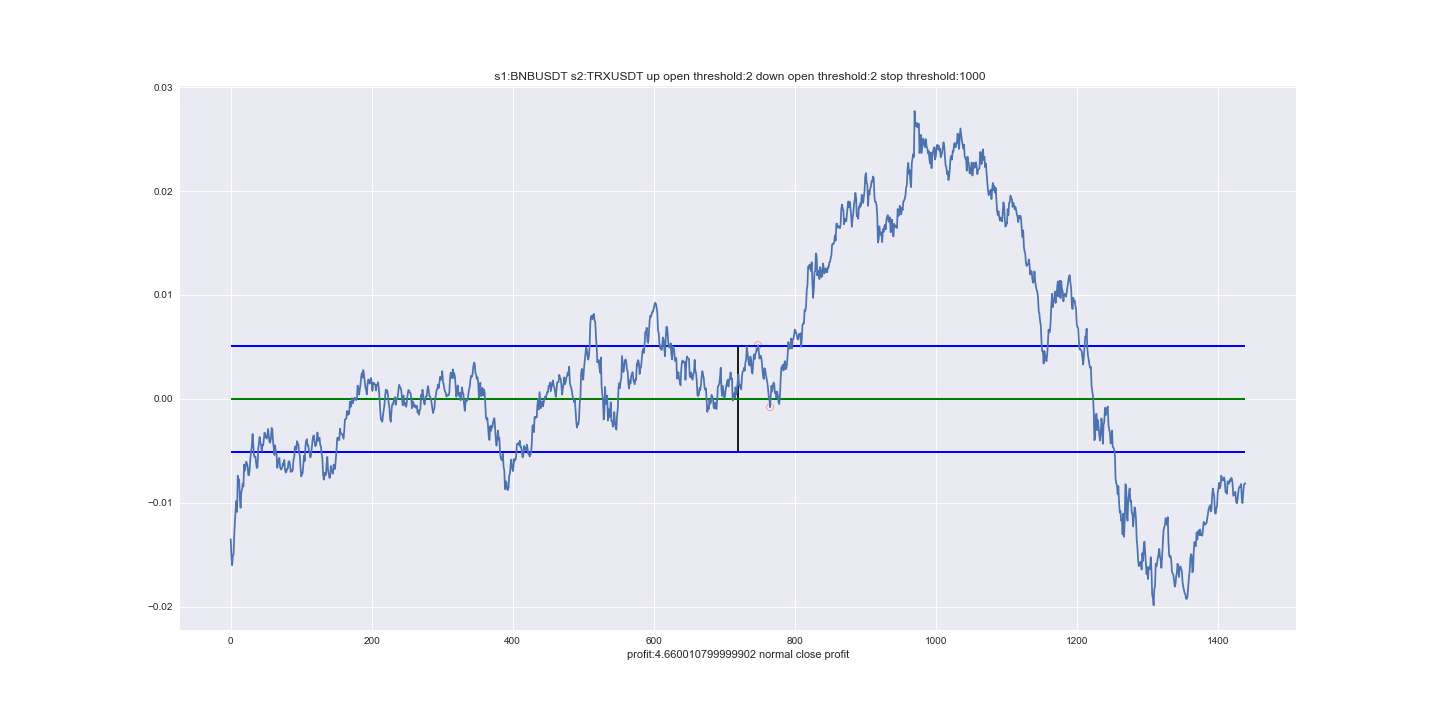 s1:BNBUSDT s2:TRXUSDT up open threshold:2 down open threshold:2 stop threshold:1000
0.03
0.02
0.01
0.00
−0.01
−0.02
0 200 400 600 800 1000 1200 1400
profit:4.660010799999902 normal close profit